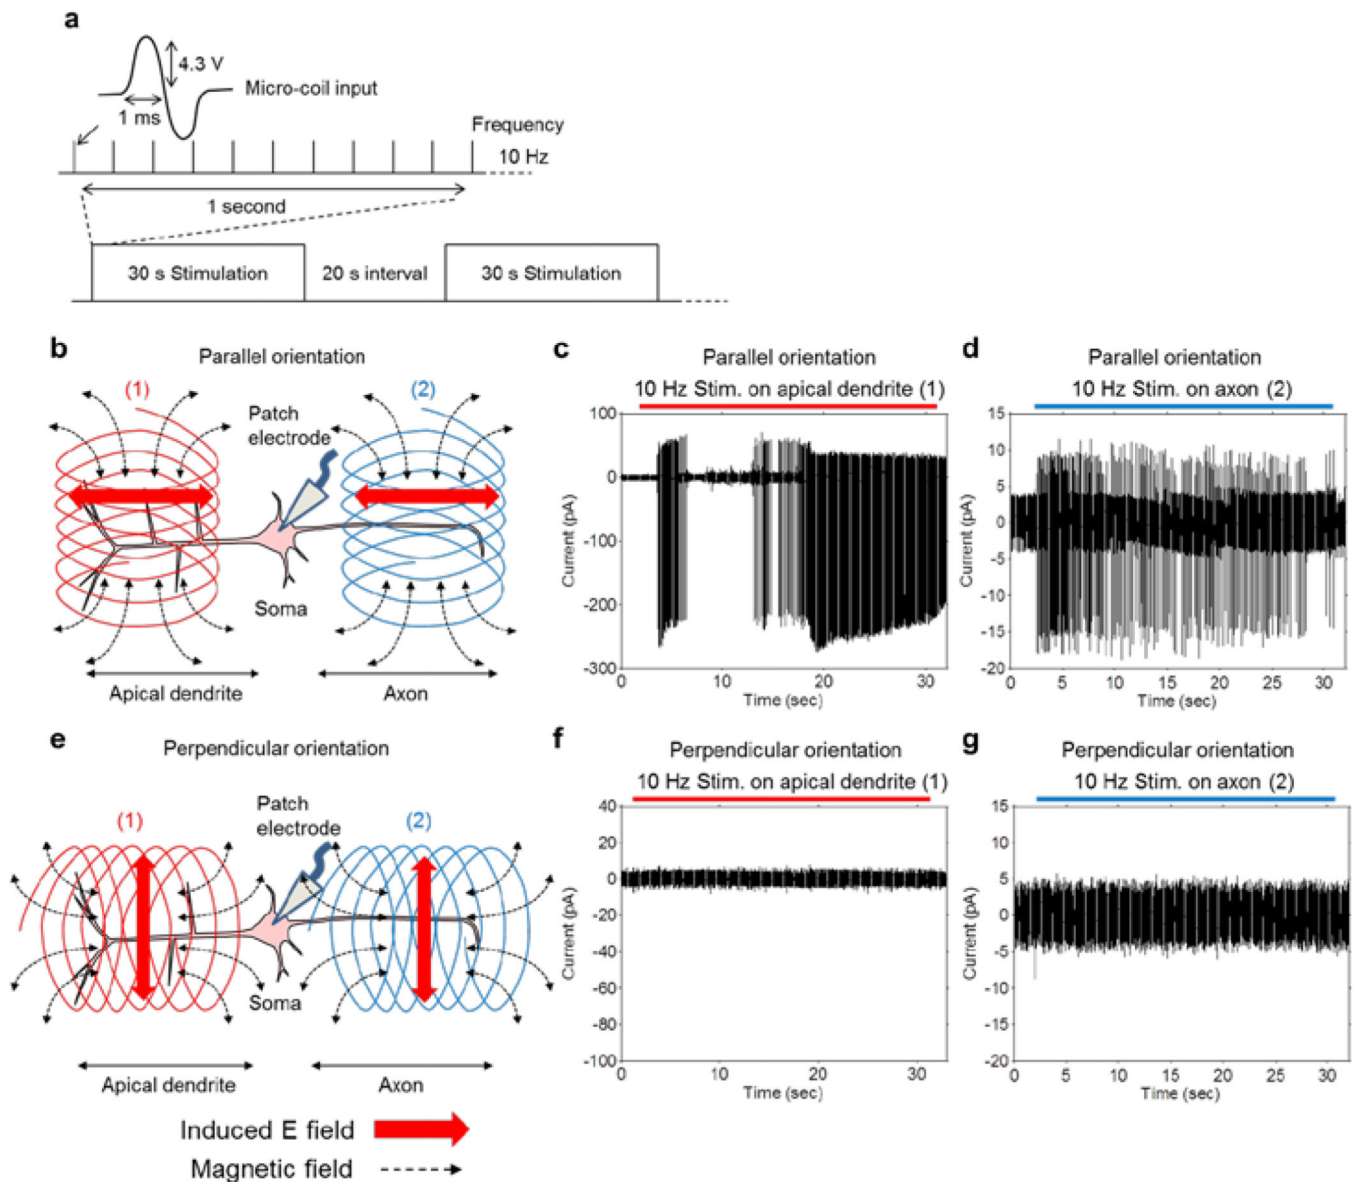 a
4.3 V
Micro-coil input
1 ms
Frequency
10 Hz
1 second
30 s Stimulation
20 s interval
30 s Stimulation
b
Parallel orientation
(1)
(2)
Patch
electrode
Soma
Apical dendrite
Axon
c
Parallel orientation
10 Hz Stim. on apical dendrite (1)
100
0
-100
-200
-300
Current (pA)
0
10
20
30
Time (sec)
d
Parallel orientation
10 Hz Stim. on axon (2)
15
10
5
0
-5
-10
-15
-20
Current (pA)
0
5
10
15
20
25
30
Time (sec)
e
Perpendicular orientation
(1)
(2)
Patch
electrode
Soma
Apical dendrite
Axon
Induced E field
Magnetic field
f
Perpendicular orientation
10 Hz Stim. on apical dendrite (1)
40
20
0
-20
-40
-60
-80
-100
Current (pA)
0
10
20
30
Time (sec)
g
Perpendicular orientation
10 Hz Stim. on axon (2)
15
10
5
0
-5
-10
-15
-20
Current (pA)
0
5
10
15
20
25
30
Time (sec)